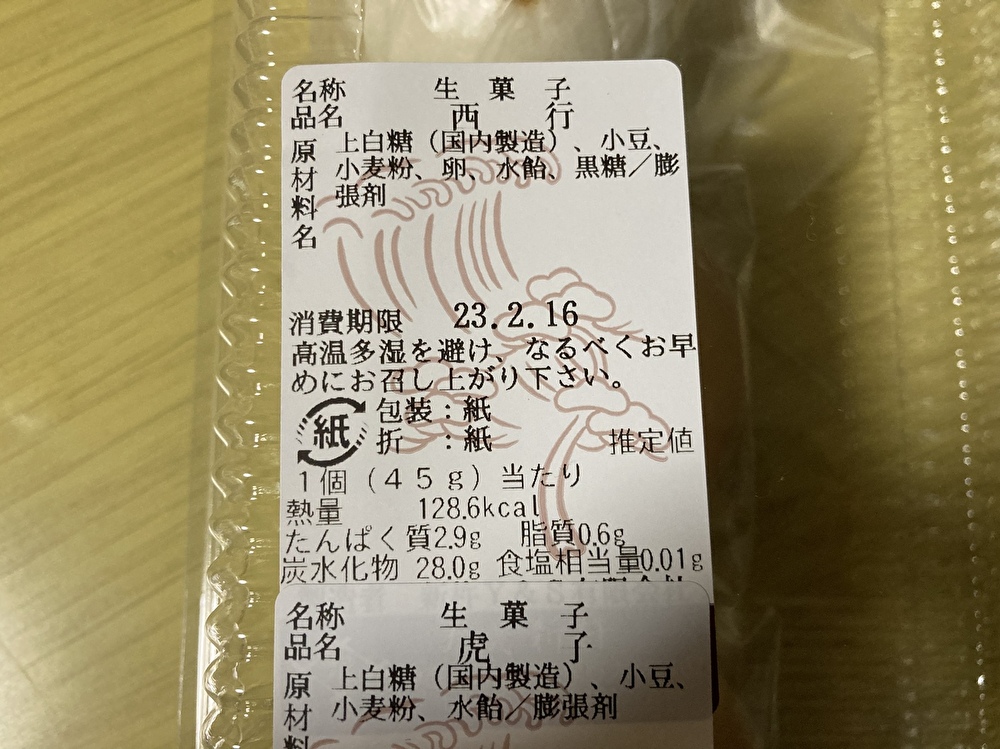 名称　生菓子
品名　西行
原材料名　上白糖（国内製造）、小豆、
小麦粉、卵、水飴、黒糖／膨
張剤
消費期限　23.2.16
高温多湿を避け、なるべくお早
めにお召し上がり下さい。
紙
包装：紙
折　：紙　推定値
1個（45g）当たり
熱量　128.6kcal
たんぱく質2.9g　脂質0.6g
炭水化物　28.0g　食塩相当量0.01g
名称　生菓子
品名　虎子
原材料　上白糖（国内製造）、小豆、
小麦粉、水飴／膨張剤